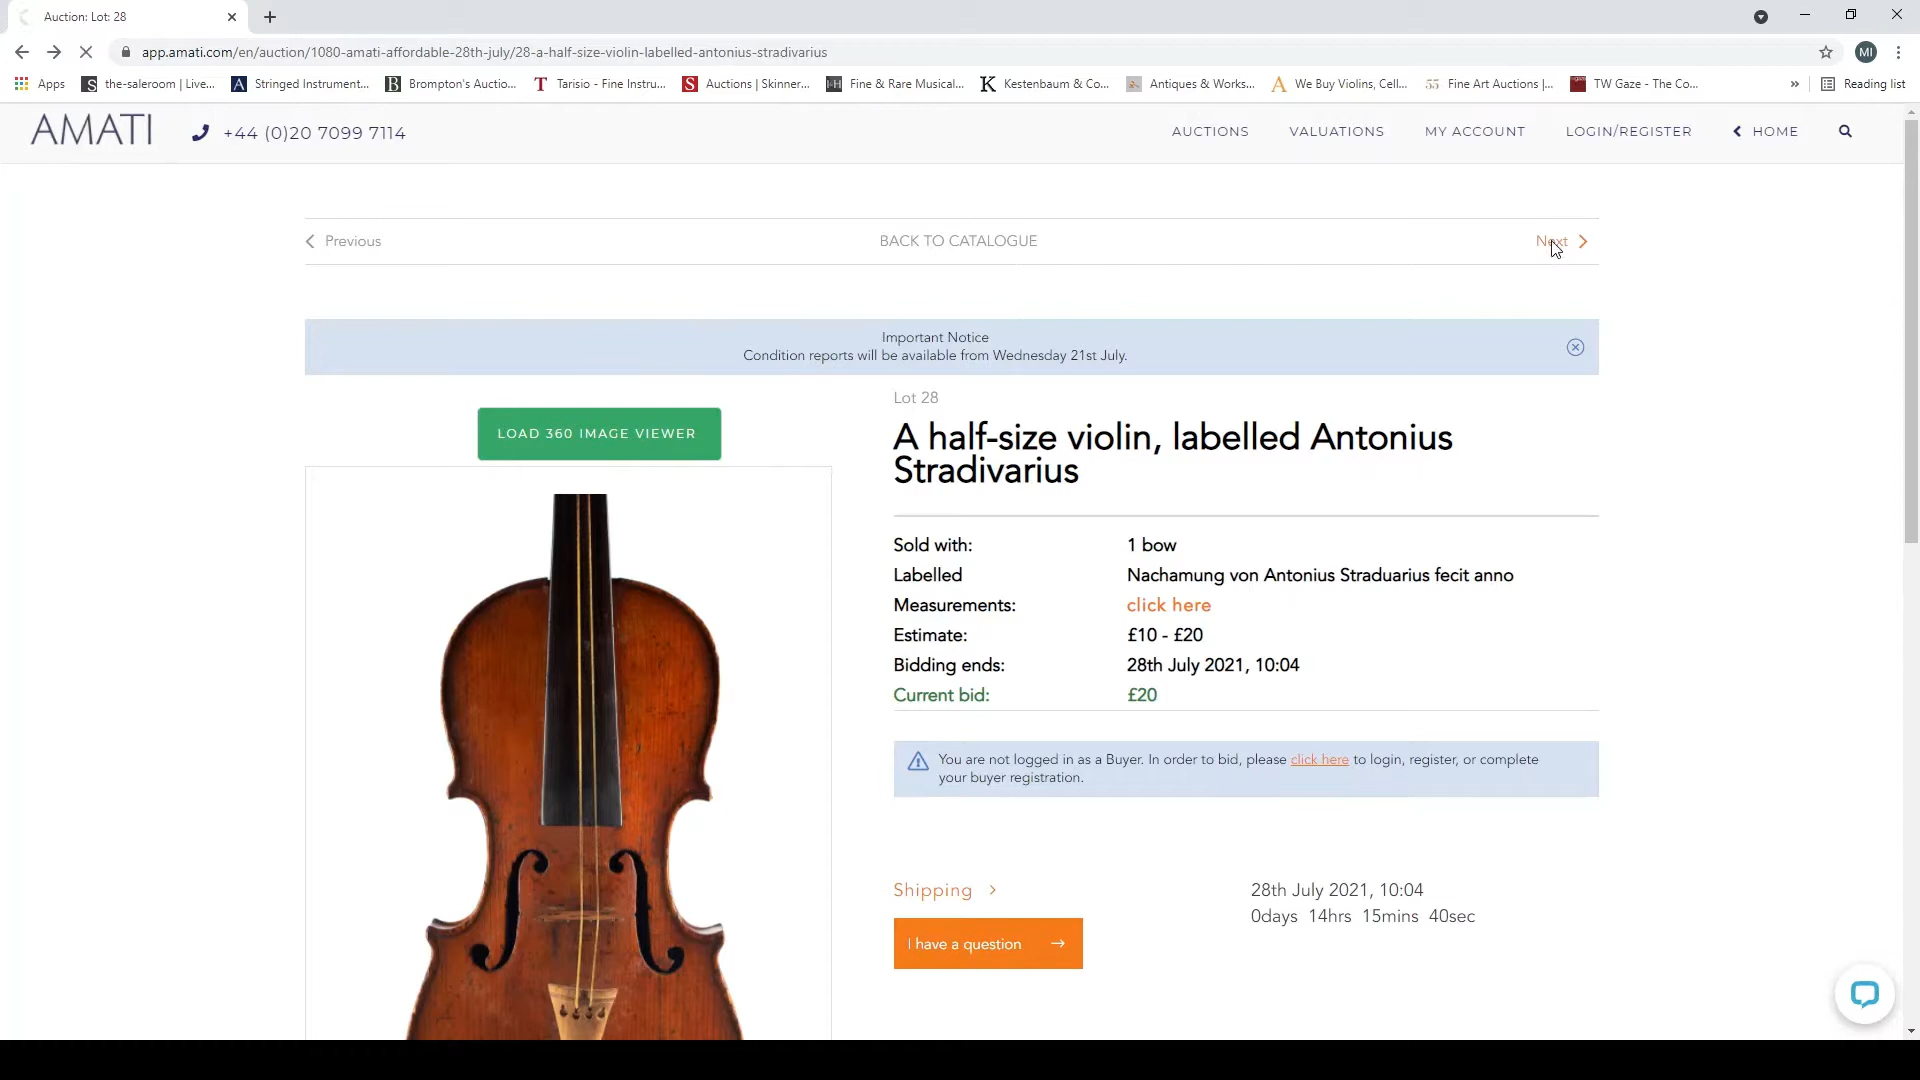 Auction: Lot: 28
app.amati.com/en/auction/1080-amati-affordable-28th-july/28-a-half-size-violin-labelled-antonius-stradivarius
MI
Apps the-saleroom | Live... Stringed Instrument... Brompton's Auctio... Tarisio - Fine Instru... Auctions | Skinner... Fine & Rare Musical... Kestenbaum & Co... Antiques & Works... We Buy Violins, Cell... Fine Art Auctions |... TW Gaze - The Co... » Reading list
AMATI +44 (0)20 7099 7114 AUCTIONS VALUATIONS MY ACCOUNT LOGIN/REGISTER HOME
Previous BACK TO CATALOGUE Next
Important Notice
Condition reports will be available from Wednesday 21st July.
LOAD 360 IMAGE VIEWER
Lot 28
A half-size violin, labelled Antonius
Stradivarius
Sold with: 1 bow
Labelled Nachamung von Antonius Straduarius fecit anno
Measurements: click here
Estimate: £10 - £20
Bidding ends: 28th July 2021, 10:04
Current bid: £20
You are not logged in as a Buyer. In order to bid, please click here to login, register, or complete
your buyer registration.
Shipping
28th July 2021, 10:04
0days 14hrs 15mins 40sec
I have a question